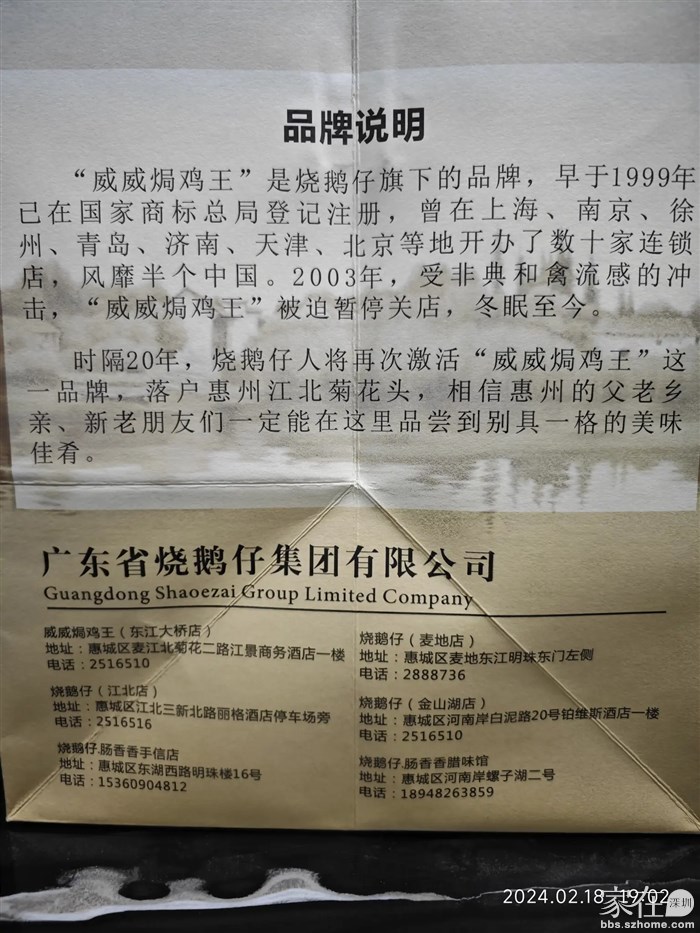 品牌说明
“威威焗鸡王”是烧鹅仔旗下的品牌，早于1999年
已在国家商标总局登记注册，曾在上海、南京、徐
州、青岛、济南、天津、北京等地开办了数十家连锁
店，风靡半个中国。2003年，受非典和禽流感的冲
击，“威威焗鸡王”被迫暂停关店，冬眠至今。
时隔20年，烧鹅仔人将再次激活“威威焗鸡王”这
一品牌，落户惠州江北菊花头，相信惠州的父老乡
亲、新老朋友们一定能在这里品尝到别具一格的美味
佳肴。
广东省烧鹅仔集团有限公司
Guangdong Shaoezai Group Limited Company
威威焗鸡王（东江大桥店）
地址：惠城区麦江北菊花二路江景商务酒店一楼
电话：2516510
烧鹅仔（江北店）
地址：惠城区江北三新北路丽格酒店停车场旁
电话：2516516
烧鹅仔.肠香香手信店
地址：惠城区东湖西路明珠楼16号
电话：15360904812
烧鹅仔（麦地店）
地址：惠城区麦地东江明珠东门左侧
电话：2888736
烧鹅仔（金山湖店）
地址：惠城区河南岸白泥路20号铂维斯酒店一楼
电话：2516510
烧鹅仔.肠香香腊味馆
地址：惠城区河南岸螺子湖二号
电话：18948263859
2024.02.18 19:02
家在深圳
bbs.szhome.com